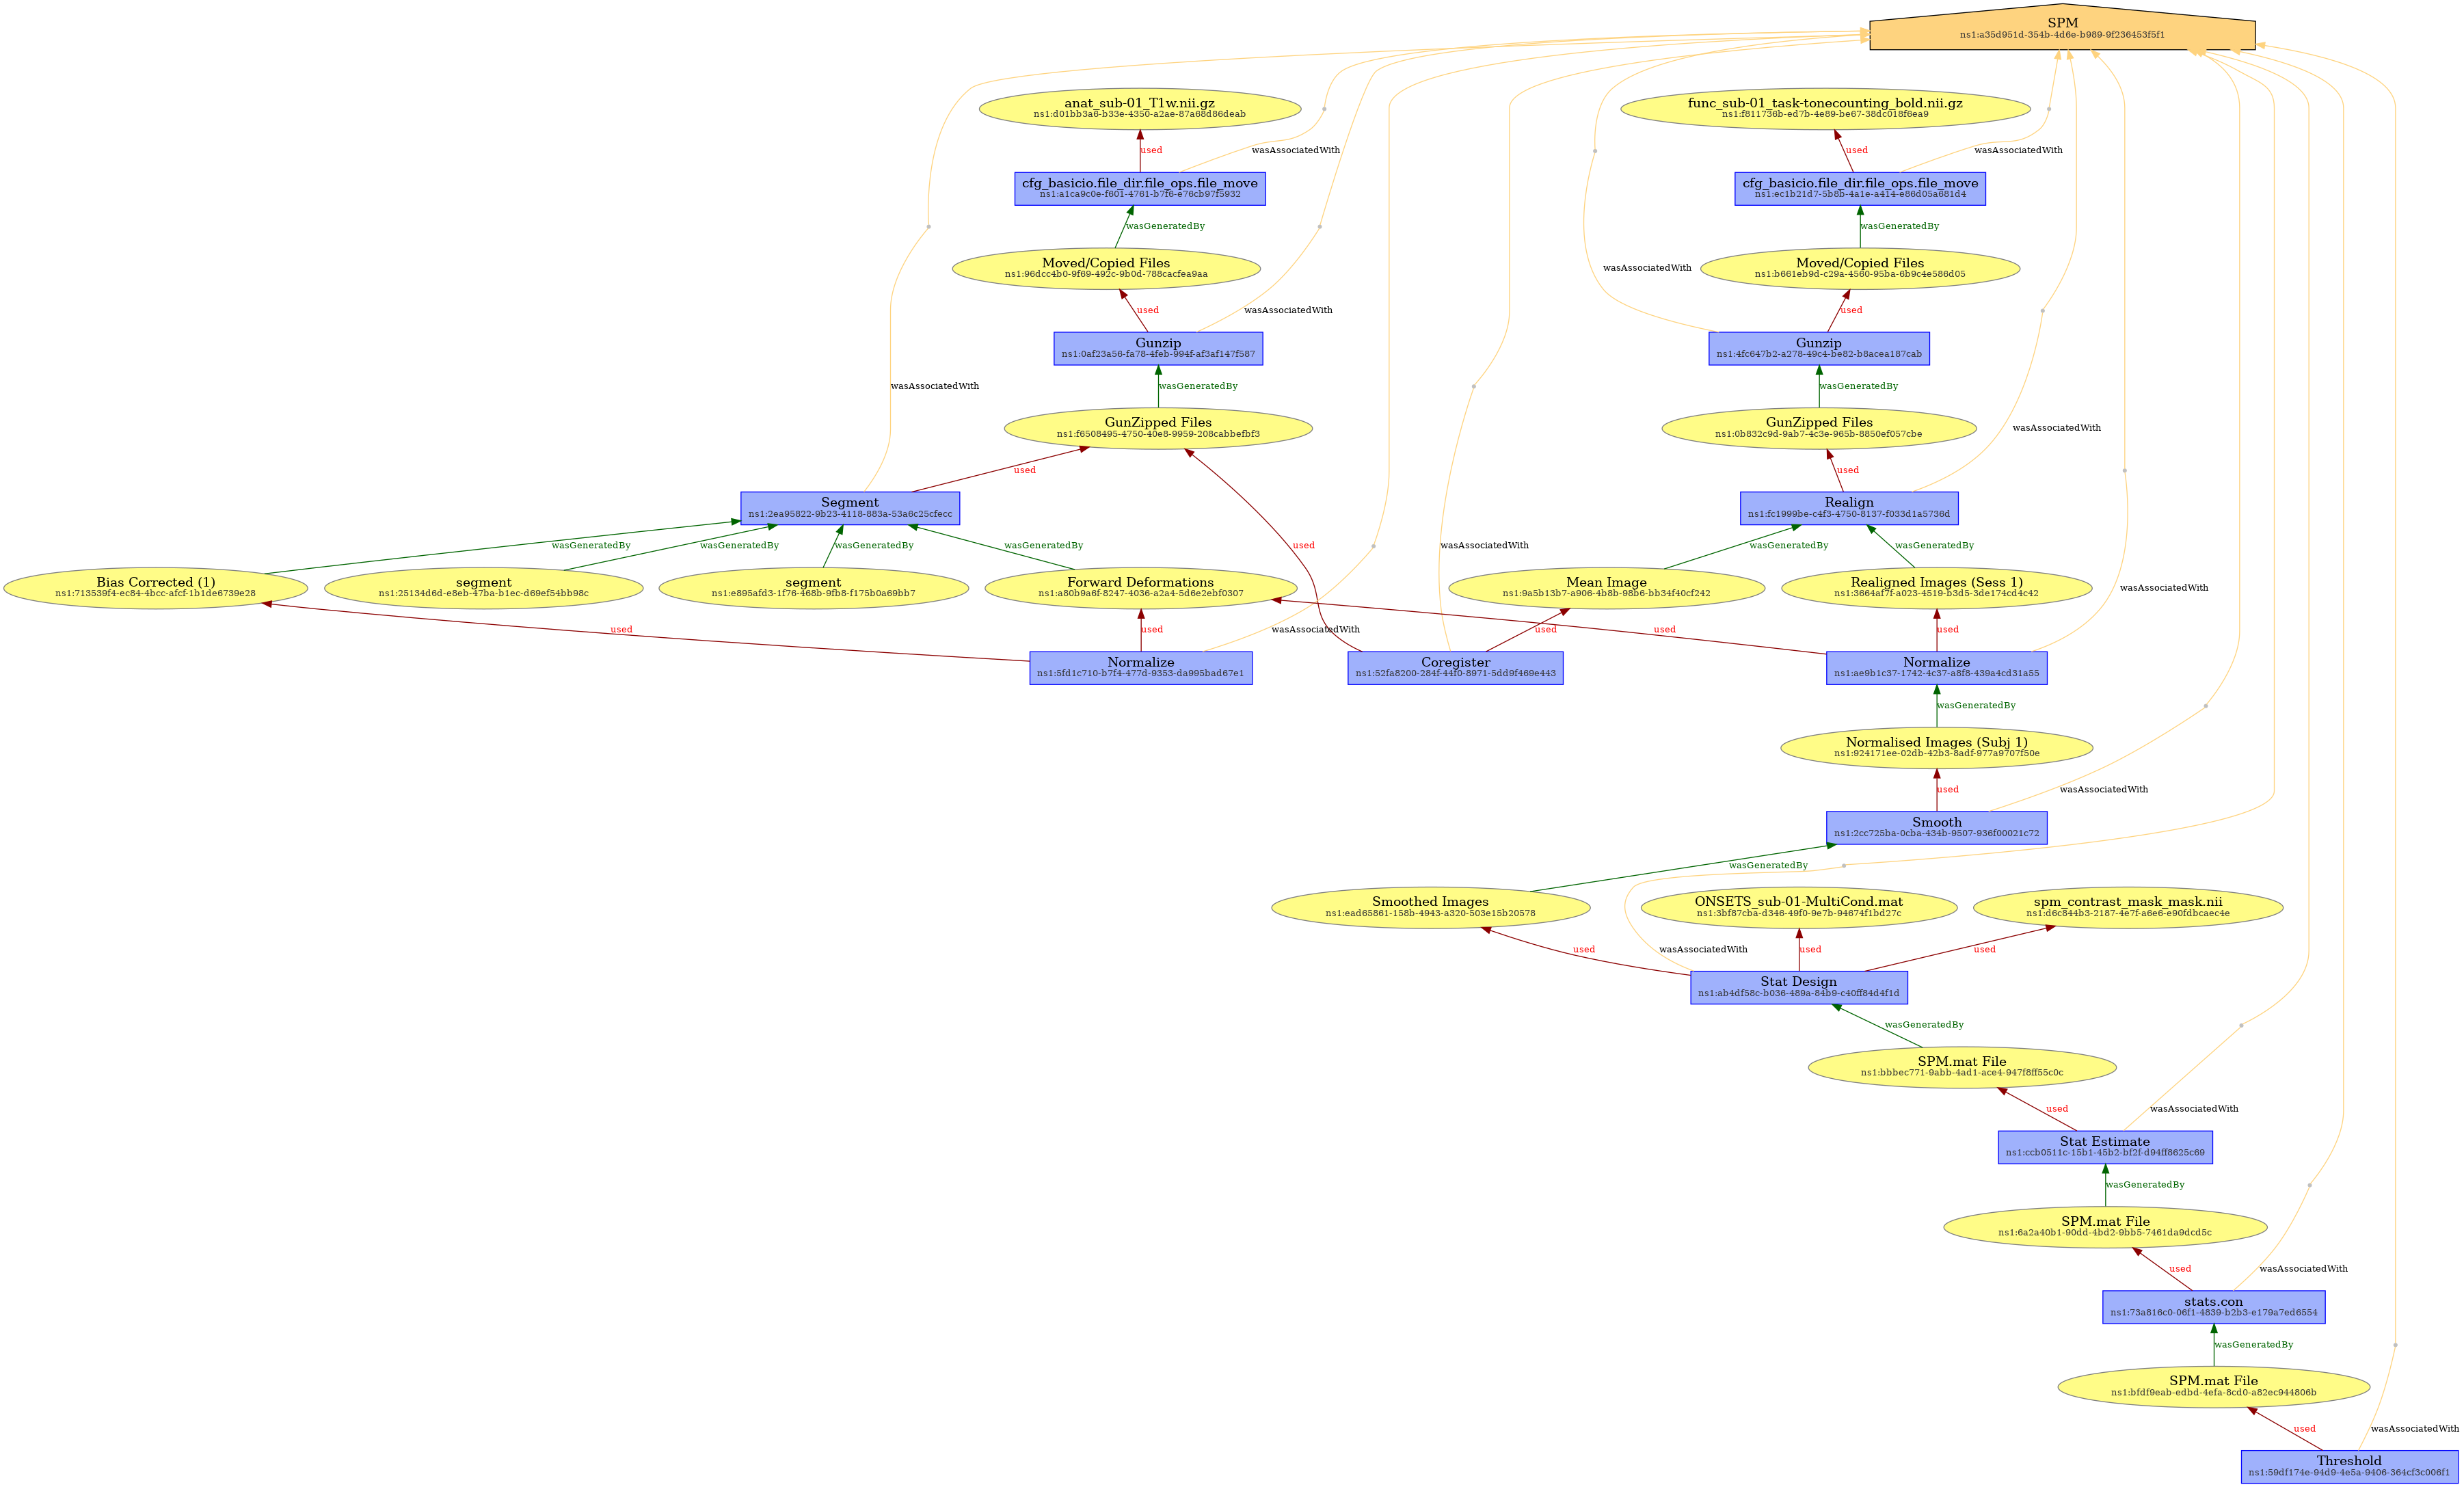 SPM
ns1:a35d951d-354b-4d6e-b989-9f236453f5f1
anat_sub-01_T1w.nii.gz
ns1:d01bb3a6-b33e-4350-a2ae-87a68d86deab
func_sub-01_task-tonecounting_bold.nii.gz
ns1:f811736b-ed7b-4e89-be67-38dc018f6ea9
used
wasAssociatedWith
used
wasAssociatedWith
cfg_basicio.file_dir.file_ops.file_move
ns1:a1ca9c0e-f601-4761-b7f6-e76cb97f5932
cfg_basicio.file_dir.file_ops.file_move
ns1:ec1b21d7-5b8b-4a1e-a414-e86d05a681d4
wasGeneratedBy
wasGeneratedBy
Moved/Copied Files
ns1:96dcc4b0-9f69-492c-9b0d-788cacfea9aa
wasAssociatedWith
Moved/Copied Files
ns1:b661eb9d-c29a-4560-95ba-6b9c4e586d05
used
wasAssociatedWith
used
Gunzip
ns1:0af23a56-fa78-4feb-994f-af3af147f587
Gunzip
ns1:4fc647b2-a278-49c4-be82-b8acea187cab
wasAssociatedWith
wasGeneratedBy
wasGeneratedBy
GunZipped Files
ns1:f6508495-4750-40e8-9959-208cabbefbf3
GunZipped Files
ns1:0b832c9d-9ab7-4c3e-965b-8850ef057cbe
wasAssociatedWith
used
used
Segment
ns1:2ea95822-9b23-4118-883a-53a6c25cfecc
Realign
ns1:fc1999be-c4f3-4750-8137-f033d1a5736d
wasGeneratedBy
wasGeneratedBy
wasGeneratedBy
wasGeneratedBy
used
wasAssociatedWith
wasGeneratedBy
wasGeneratedBy
Bias Corrected (1)
ns1:713539f4-ec84-4bcc-afcf-1b1de6739e28
segment
ns1:25134d6d-e8eb-47ba-b1ec-d69ef54bb98c
segment
ns1:e895afd3-1f76-468b-9fb8-f175b0a69bb7
Forward Deformations
ns1:a80b9a6f-8247-4036-a2a4-5d6e2ebf0307
Mean Image
ns1:9a5b13b7-a906-4b8b-98b6-bb34f40cf242
Realigned Images (Sess 1)
ns1:3664af7f-a023-4519-b3d5-3de174cd4c42
wasAssociatedWith
used
used
wasAssociatedWith
used
used
used
Normalize
ns1:5fd1c710-b7f4-477d-9353-da995bad67e1
Coregister
ns1:52fa8200-284f-44f0-8971-5dd9f469e443
Normalize
ns1:ae9b1c37-1742-4c37-a8f8-439a4cd31a55
wasGeneratedBy
Normalised Images (Subj 1)
ns1:924171ee-02db-42b3-8adf-977a9707f50e
used
wasAssociatedWith
Smooth
ns1:2cc725ba-0cba-434b-9507-936f00021c72
wasGeneratedBy
Smoothed Images
ns1:ead65861-158b-4943-a320-503e15b20578
ONSETS_sub-01-MultiCond.mat
ns1:3bf87cba-d346-49f0-9e7b-94674f1bd27c
spm_contrast_mask_mask.nii
ns1:d6c844b3-2187-4e7f-a6e6-e90fdbcaec4e
used
wasAssociatedWith
used
used
Stat Design
ns1:ab4df58c-b036-489a-84b9-c40ff84d4f1d
wasGeneratedBy
SPM.mat File
ns1:bbbec771-9abb-4ad1-ace4-947f8ff55c0c
used
wasAssociatedWith
Stat Estimate
ns1:ccb0511c-15b1-45b2-bf2f-d94ff8625c69
wasGeneratedBy
SPM.mat File
ns1:6a2a40b1-90dd-4bd2-9bb5-7461da9dcd5c
used
wasAssociatedWith
stats.con
ns1:73a816c0-06f1-4839-b2b3-e179a7ed6554
wasGeneratedBy
SPM.mat File
ns1:bfdf9eab-edbd-4efa-8cd0-a82ec944806b
used
wasAssociatedWith
Threshold
ns1:59df174e-94d9-4e5a-9406-364cf3c006f1